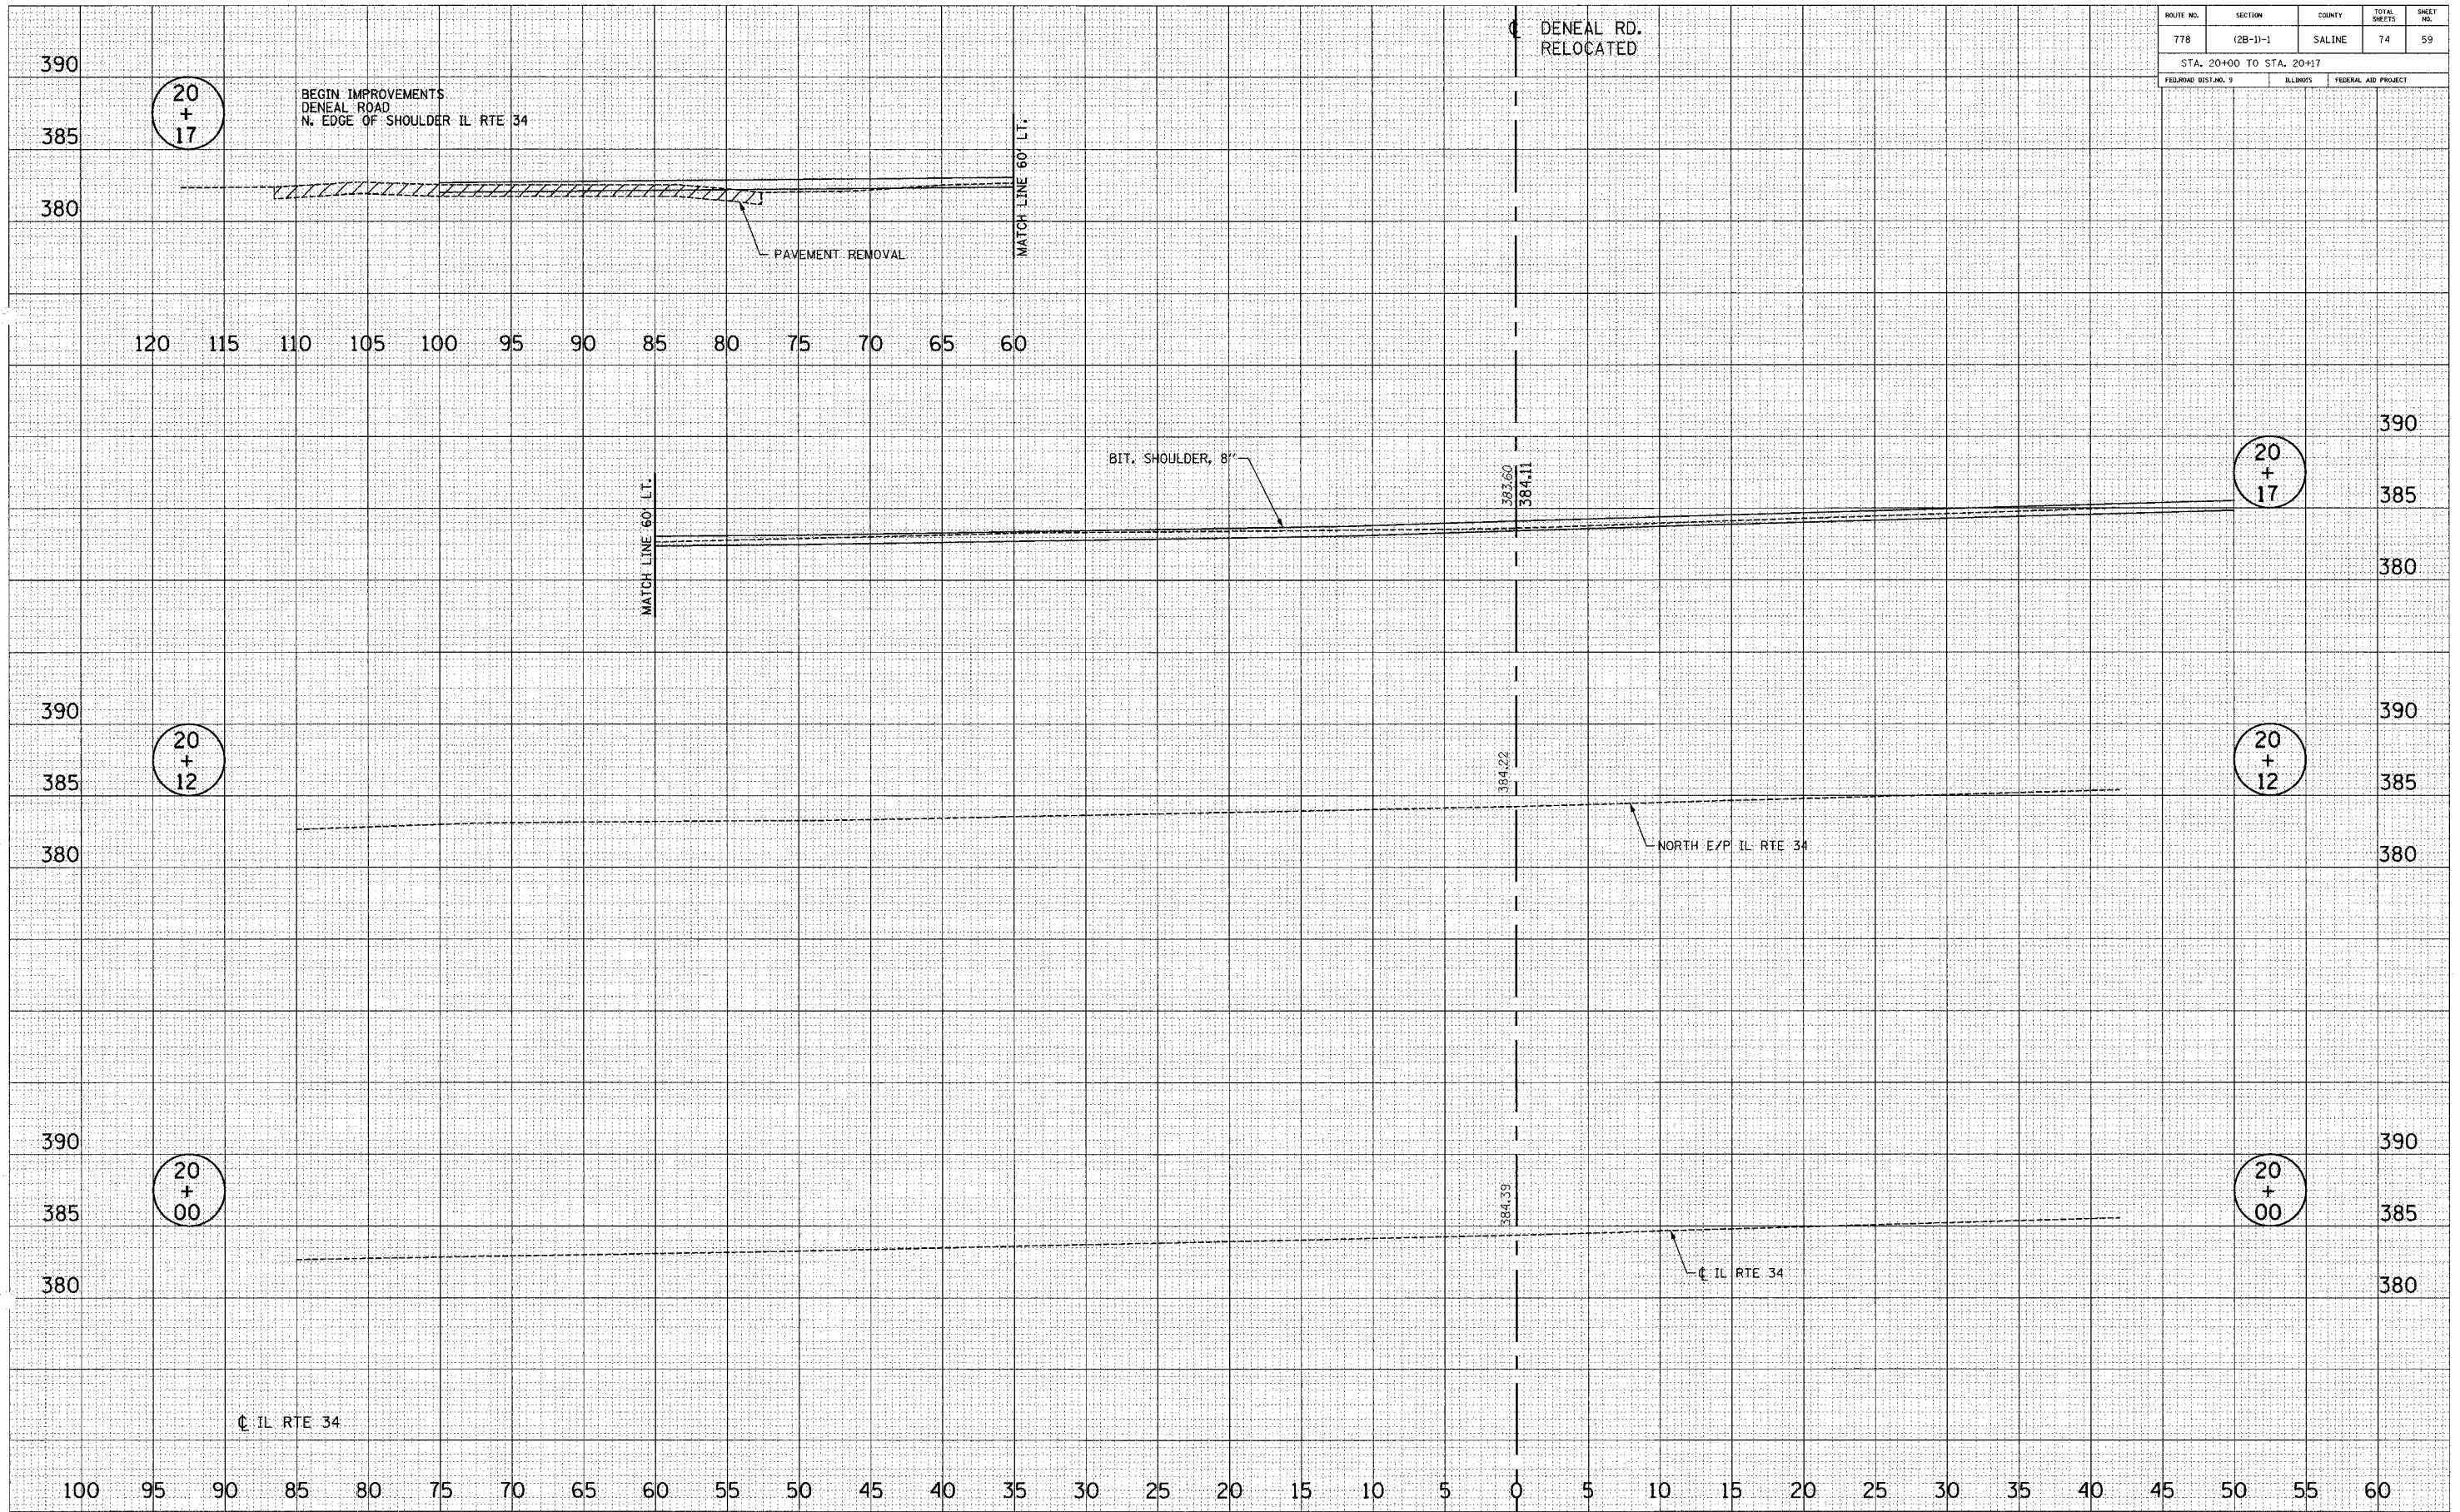 ℄ DENEAL RD.
RELOCATED
ROUTE NO. SECTION COUNTY TOTAL SHEETS SHEET NO.
778 (2B-1)-1 SALINE 74 59
STA. 20+00 TO STA. 20+17
FED.ROAD DIST.NO. 9 ILLINOIS FEDERAL AID PROJECT
390
385
380
20
+
17
BEGIN IMPROVEMENTS
DENEAL ROAD
N. EDGE OF SHOULDER IL RTE 34
MATCH LINE 60' LT.
PAVEMENT REMOVAL
120 115 110 105 100 95 90 85 80 75 70 65 60
MATCH LINE 60' LT.
BIT. SHOULDER, 8"
383.60
384.11
390
385
380
20
+
17
390
385
380
20
+
12
384.22
NORTH E/P IL RTE 34
20
+
12
390
385
380
390
385
380
20
+
00
384.39
℄ IL RTE 34
20
+
00
390
385
380
℄ IL RTE 34
100 95 90 85 80 75 70 65 60 55 50 45 40 35 30 25 20 15 10 5 0 5 10 15 20 25 30 35 40 45 50 55 60